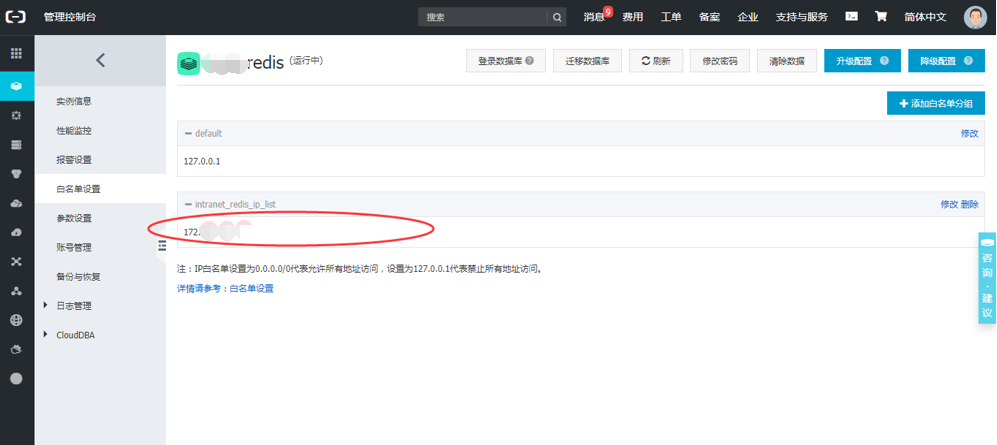 管理控制台 搜索 消息 9 费用 工单 备案 企业 支持与服务 简体中文
redis (运行中) 登录数据库 迁移数据库 刷新 修改密码 清除数据 升级配置 降级配置
添加白名单分组
实例信息
性能监控
报警设置
白名单设置
参数设置
账号管理
备份与恢复
日志管理
CloudDBA
default 修改
127.0.0.1
intranet_redis_ip_list 修改 删除
172.
注：IP白名单设置为0.0.0.0/0代表允许所有地址访问，设置为127.0.0.1代表禁止所有地址访问。
详情请参考：白名单设置
咨询·建议